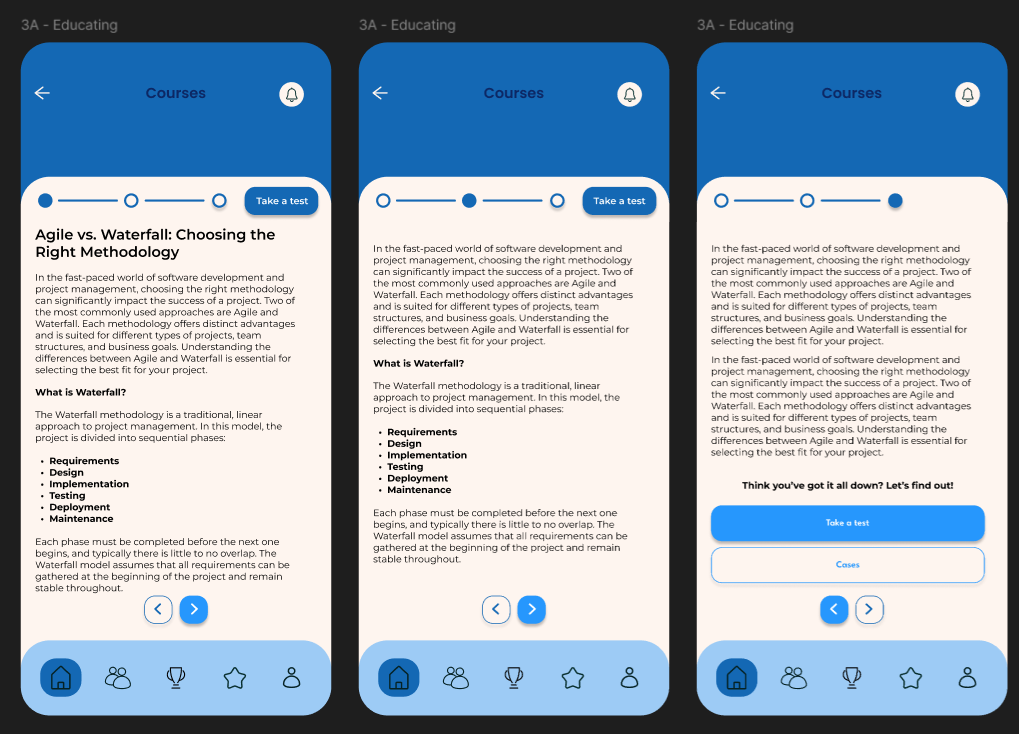 3A - Educating
Courses
Take a test
Agile vs. Waterfall: Choosing the
Right Methodology
In the fast-paced world of software development and
project management, choosing the right methodology
can significantly impact the success of a project. Two of
the most commonly used approaches are Agile and
Waterfall. Each methodology offers distinct advantages
and is suited for different types of projects, team
structures, and business goals. Understanding the
differences between Agile and Waterfall is essential for
selecting the best fit for your project.
What is Waterfall?
The Waterfall methodology is a traditional, linear
approach to project management. In this model, the
project is divided into sequential phases:
• Requirements
• Design
• Implementation
• Testing
• Deployment
• Maintenance
Each phase must be completed before the next one
begins, and typically there is little to no overlap. The
Waterfall model assumes that all requirements can be
gathered at the beginning of the project and remain
stable throughout.
3A - Educating
Courses
Take a test
In the fast-paced world of software development and
project management, choosing the right methodology
can significantly impact the success of a project. Two of
the most commonly used approaches are Agile and
Waterfall. Each methodology offers distinct advantages
and is suited for different types of projects, team
structures, and business goals. Understanding the
differences between Agile and Waterfall is essential for
selecting the best fit for your project.
What is Waterfall?
The Waterfall methodology is a traditional, linear
approach to project management. In this model, the
project is divided into sequential phases:
• Requirements
• Design
• Implementation
• Testing
• Deployment
• Maintenance
Each phase must be completed before the next one
begins, and typically there is little to no overlap. The
Waterfall model assumes that all requirements can be
gathered at the beginning of the project and remain
stable throughout.
3A - Educating
Courses
In the fast-paced world of software development and
project management, choosing the right methodology
can significantly impact the success of a project. Two of
the most commonly used approaches are Agile and
Waterfall. Each methodology offers distinct advantages
and is suited for different types of projects, team
structures, and business goals. Understanding the
differences between Agile and Waterfall is essential for
selecting the best fit for your project.
In the fast-paced world of software development and
project management, choosing the right methodology
can significantly impact the success of a project. Two of
the most commonly used approaches are Agile and
Waterfall. Each methodology offers distinct advantages
and is suited for different types of projects, team
structures, and business goals. Understanding the
differences between Agile and Waterfall is essential for
selecting the best fit for your project.
Think you've got it all down? Let's find out!
Take a test
Cases